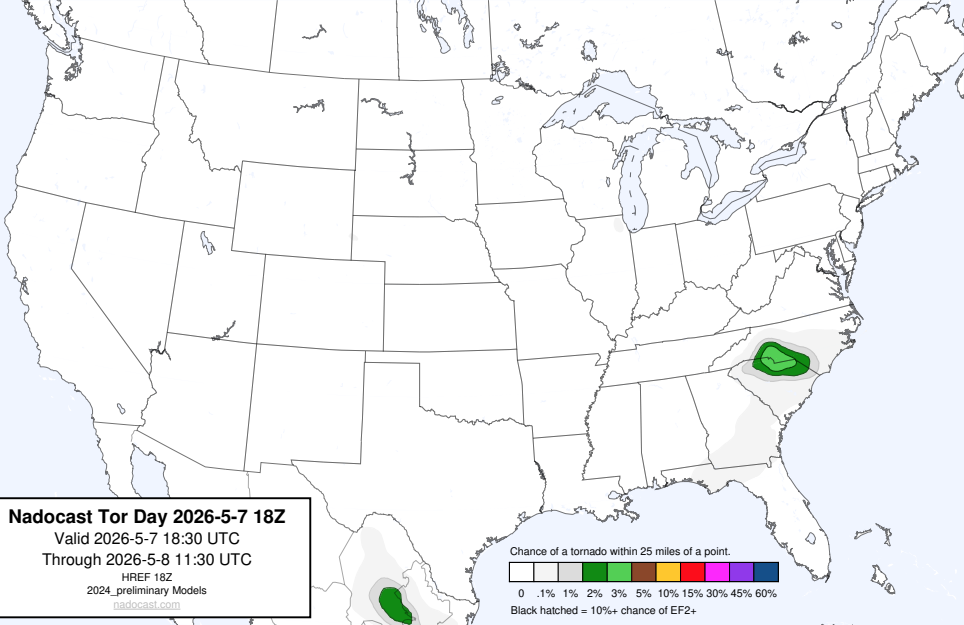 Nadocast Tor Day 2026-5-7 18Z
Valid 2026-5-7 18:30 UTC
Through 2026-5-8 11:30 UTC
HREF 18Z
2024_preliminary Models
nadocast.com
Chance of a tornado within 25 miles of a point.
0 .1% 1% 2% 3% 5% 10% 15% 30% 45% 60%
Black hatched = 10%+ chance of EF2+